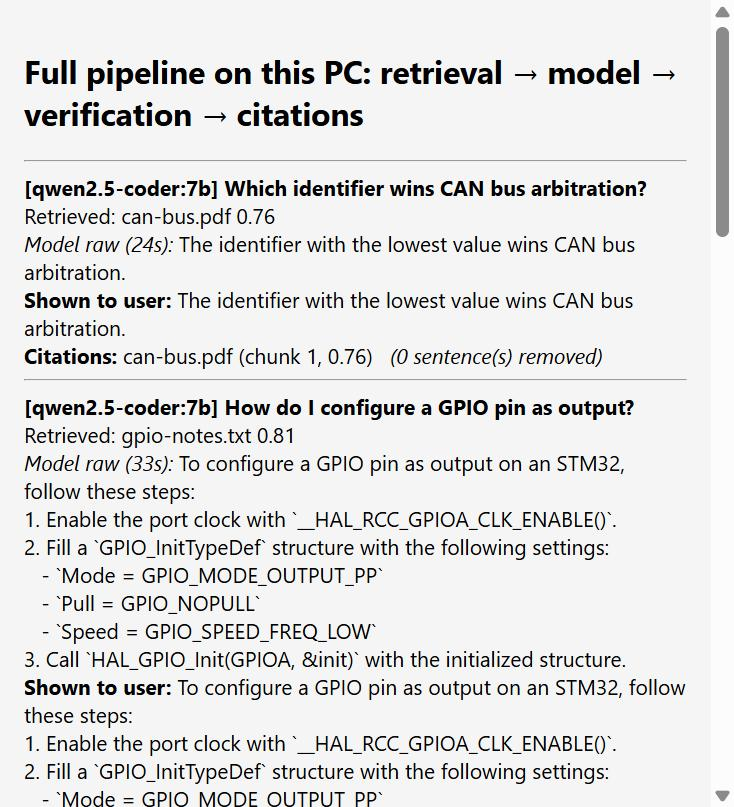 Full pipeline on this PC: retrieval → model →
verification → citations
[qwen2.5-coder:7b] Which identifier wins CAN bus arbitration?
Retrieved: can-bus.pdf 0.76
Model raw (24s): The identifier with the lowest value wins CAN bus
arbitration.
Shown to user: The identifier with the lowest value wins CAN bus
arbitration.
Citations: can-bus.pdf (chunk 1, 0.76)   (0 sentence(s) removed)
[qwen2.5-coder:7b] How do I configure a GPIO pin as output?
Retrieved: gpio-notes.txt 0.81
Model raw (33s): To configure a GPIO pin as output on an STM32,
follow these steps:
1. Enable the port clock with `__HAL_RCC_GPIOA_CLK_ENABLE()`.
2. Fill a `GPIO_InitTypeDef` structure with the following settings:
- `Mode = GPIO_MODE_OUTPUT_PP`
- `Pull = GPIO_NOPULL`
- `Speed = GPIO_SPEED_FREQ_LOW`
3. Call `HAL_GPIO_Init(GPIOA, &init)` with the initialized structure.
Shown to user: To configure a GPIO pin as output on an STM32, follow
these steps:
1. Enable the port clock with `__HAL_RCC_GPIOA_CLK_ENABLE()`.
2. Fill a `GPIO_InitTypeDef` structure with the following settings:
- `Mode = GPIO_MODE_OUTPUT_PP`